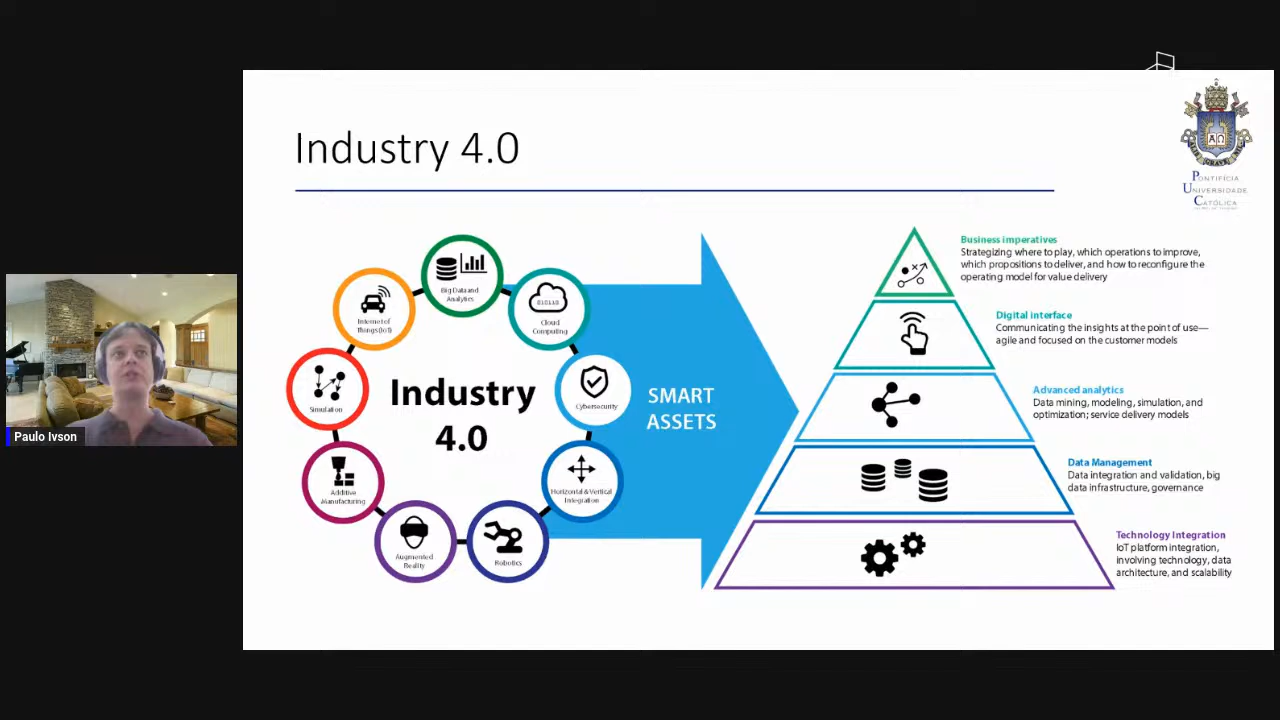 Industry 4.0
PONTIFÍCIA
UNIVERSIDADE
CATÓLICA
Big Data and
Analytics
Internet of
Things (IoT)
Cloud
Computing
Simulation
Cybersecurity
Industry
4.0
SMART
ASSETS
Additive
Manufacturing
Horizontal & Vertical
Integration
Augmented
Reality
Robotics
Business imperatives
Strategizing where to play, which operations to improve,
which propositions to deliver, and how to reconfigure the
operating model for value delivery
Digital interface
Communicating the insights at the point of use—
agile and focused on the customer models
Advanced analytics
Data mining, modeling, simulation, and
optimization; service delivery models
Data Management
Data integration and validation, big
data infrastructure, governance
Technology Integration
IoT platform integration,
involving technology, data
architecture, and scalability
Paulo Ivson